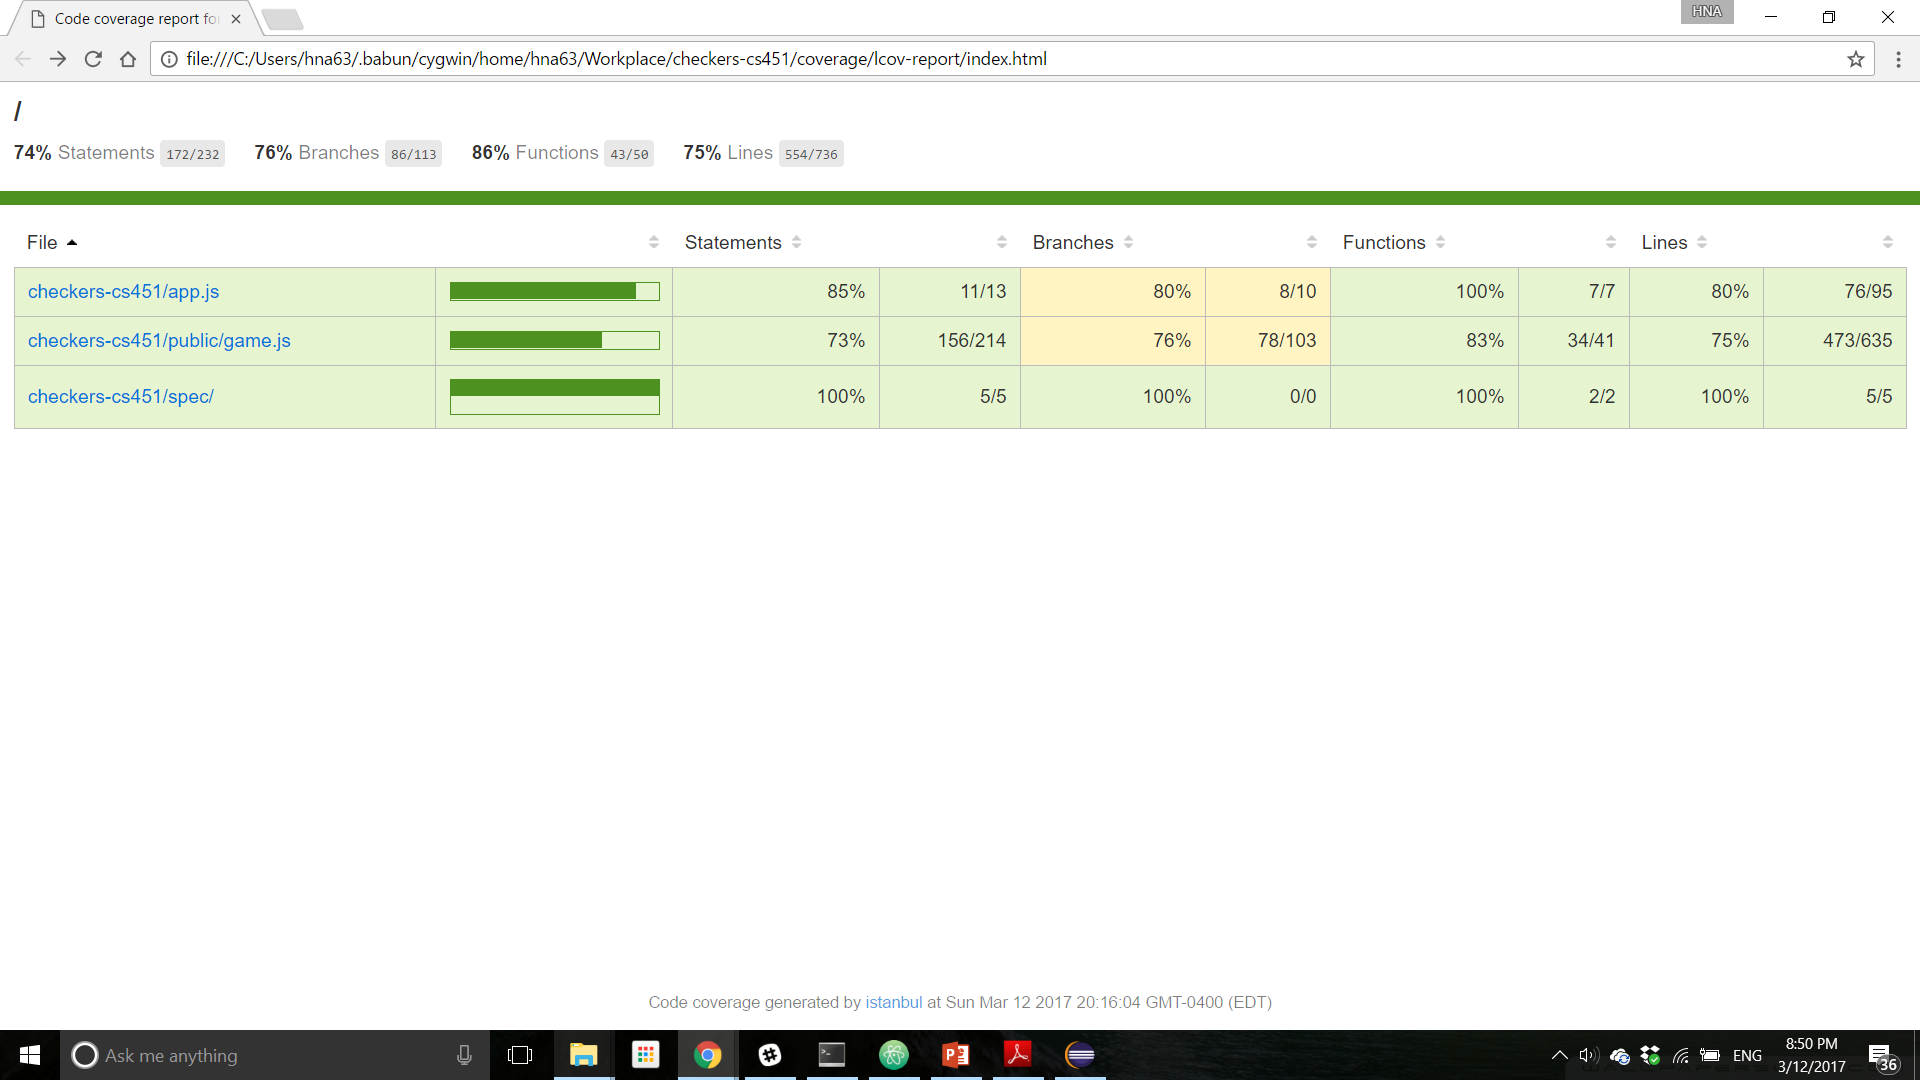 Code coverage report fo
HNA
file:///C:/Users/hna63/.babun/cygwin/home/hna63/Workplace/checkers-cs451/coverage/lcov-report/index.html
/
74% Statements 172/232 76% Branches 86/113 86% Functions 43/50 75% Lines 554/736
File Statements Branches Functions Lines
checkers-cs451/app.js 85% 11/13 80% 8/10 100% 7/7 80% 76/95
checkers-cs451/public/game.js 73% 156/214 76% 78/103 83% 34/41 75% 473/635
checkers-cs451/spec/ 100% 5/5 100% 0/0 100% 2/2 100% 5/5
Code coverage generated by istanbul at Sun Mar 12 2017 20:16:04 GMT-0400 (EDT)
Ask me anything
ENG
8:50 PM
3/12/2017
36